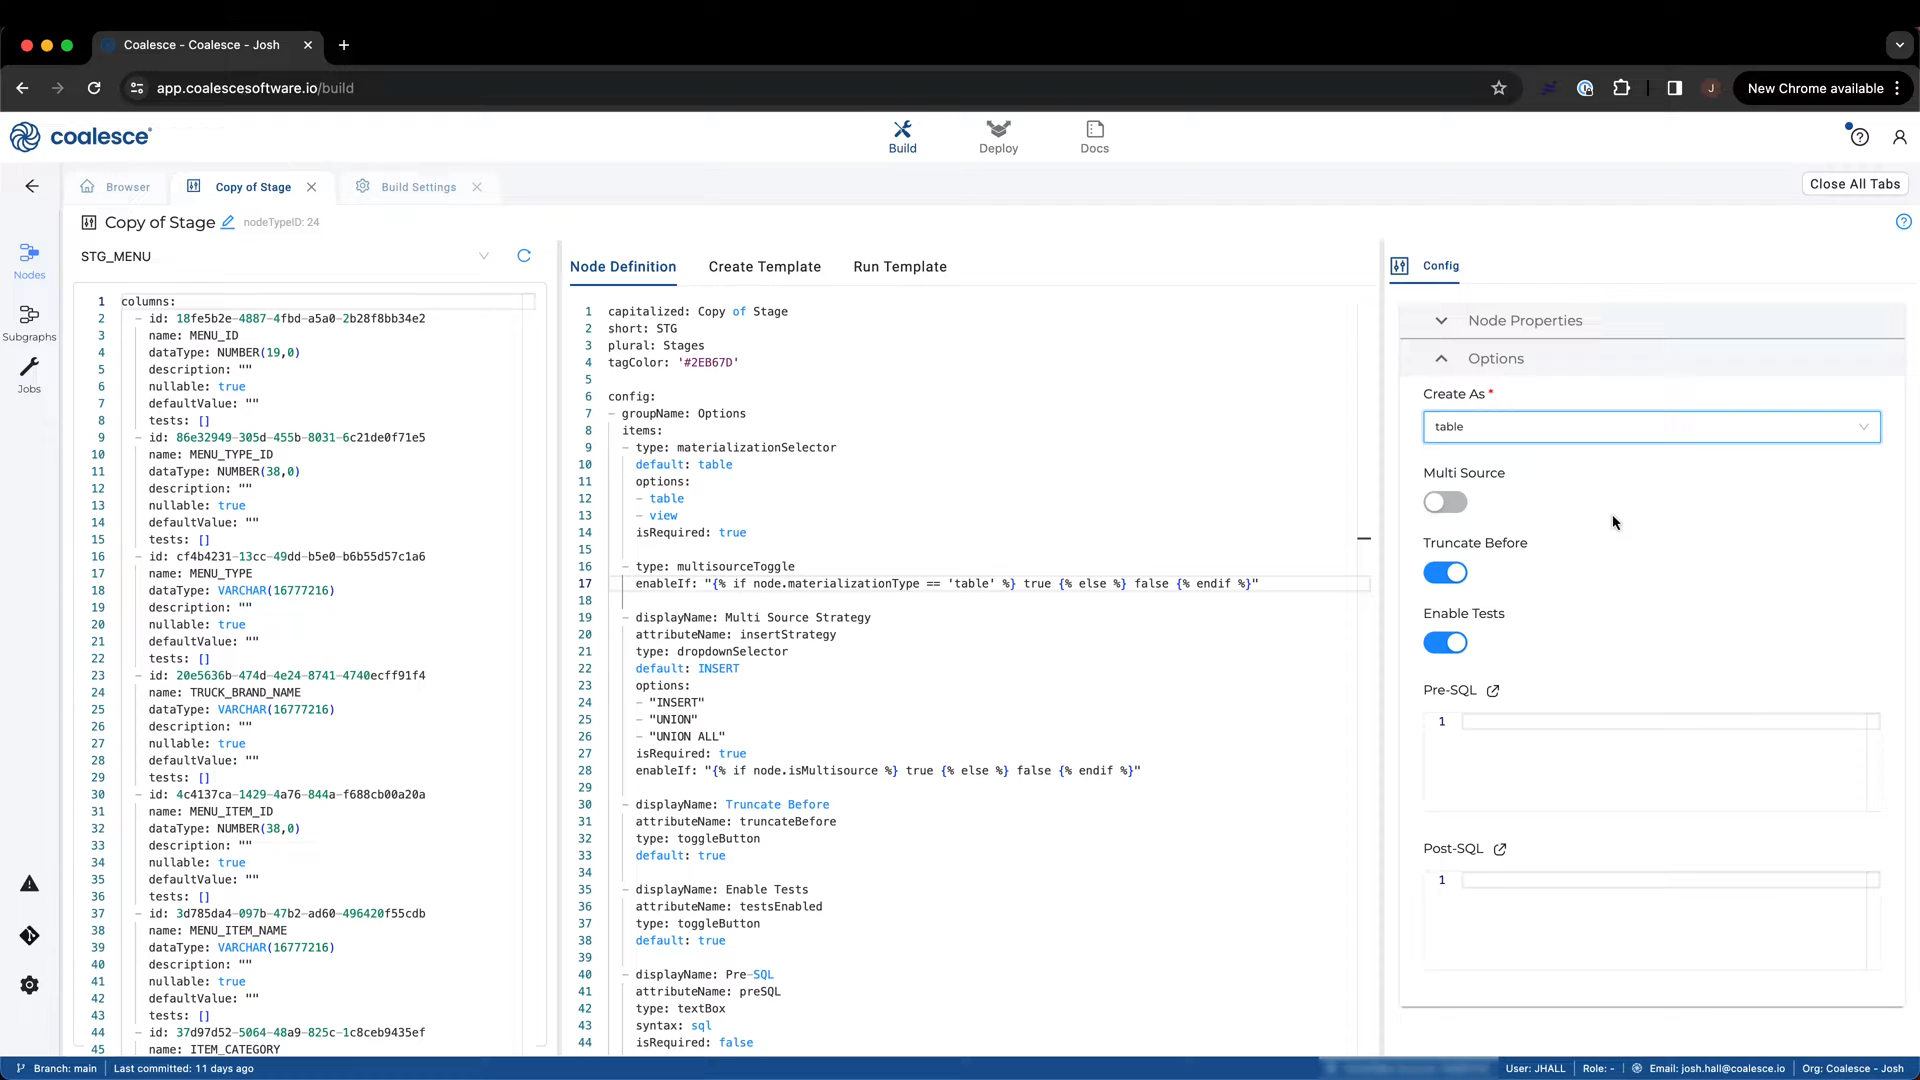 Coalesce - Coalesce - Josh
app.coalescesoftware.io/build
J
New Chrome available
coalesce
Build
Deploy
Docs
Browser
Copy of Stage
Build Settings
Close All Tabs
Copy of Stage
nodeTypeID: 24
Nodes
Subgraphs
Jobs
STG_MENU
1 columns:
2 - id: 18fe5b2e-4887-4fbd-a5a0-2b28f8bb34e2
3 name: MENU_ID
4 dataType: NUMBER(19,0)
5 description: ""
6 nullable: true
7 defaultValue: ""
8 tests: []
9 - id: 86e32949-305d-455b-8031-6c21de0f71e5
10 name: MENU_TYPE_ID
11 dataType: NUMBER(38,0)
12 description: ""
13 nullable: true
14 defaultValue: ""
15 tests: []
16 - id: cf4b4231-13cc-49dd-b5e0-b6b55d57c1a6
17 name: MENU_TYPE
18 dataType: VARCHAR(16777216)
19 description: ""
20 nullable: true
21 defaultValue: ""
22 tests: []
23 - id: 20e5636b-474d-4e24-8741-4740ecff91f4
24 name: TRUCK_BRAND_NAME
25 dataType: VARCHAR(16777216)
26 description: ""
27 nullable: true
28 defaultValue: ""
29 tests: []
30 - id: 4c4137ca-1429-4a76-844a-f688cb00a20a
31 name: MENU_ITEM_ID
32 dataType: NUMBER(38,0)
33 description: ""
34 nullable: true
35 defaultValue: ""
36 tests: []
37 - id: 3d785da4-097b-47b2-ad60-496420f55cdb
38 name: MENU_ITEM_NAME
39 dataType: VARCHAR(16777216)
40 description: ""
41 nullable: true
42 defaultValue: ""
43 tests: []
44 - id: 37d97d52-5064-48a9-825c-1c8ceb9435ef
45 name: ITEM_CATEGORY
Node Definition
Create Template
Run Template
1 capitalized: Copy of Stage
2 short: STG
3 plural: Stages
4 tagColor: '#2EB67D'
5
6 config:
7 - groupName: Options
8 items:
9 - type: materializationSelector
10 default: table
11 options:
12 - table
13 - view
14 isRequired: true
15
16 - type: multisourceToggle
17 enableIf: "{% if node.materializationType == 'table' %} true {% else %} false {% endif %}"
18
19 - displayName: Multi Source Strategy
20 attributeName: insertStrategy
21 type: dropdownSelector
22 default: INSERT
23 options:
24 - "INSERT"
25 - "UNION"
26 - "UNION ALL"
27 isRequired: true
28 enableIf: "{% if node.isMultisource %} true {% else %} false {% endif %}"
29
30 - displayName: Truncate Before
31 attributeName: truncateBefore
32 type: toggleButton
33 default: true
34
35 - displayName: Enable Tests
36 attributeName: testsEnabled
37 type: toggleButton
38 default: true
39
40 - displayName: Pre-SQL
41 attributeName: preSQL
42 type: textBox
43 syntax: sql
44 isRequired: false
Config
Node Properties
Options
Create As *
table
Multi Source
Truncate Before
Enable Tests
Pre-SQL
1
Post-SQL
1
Branch: main
Last committed: 11 days ago
User: JHALL
Role: -
Email: josh.hall@coalesce.io
Org: Coalesce - Josh